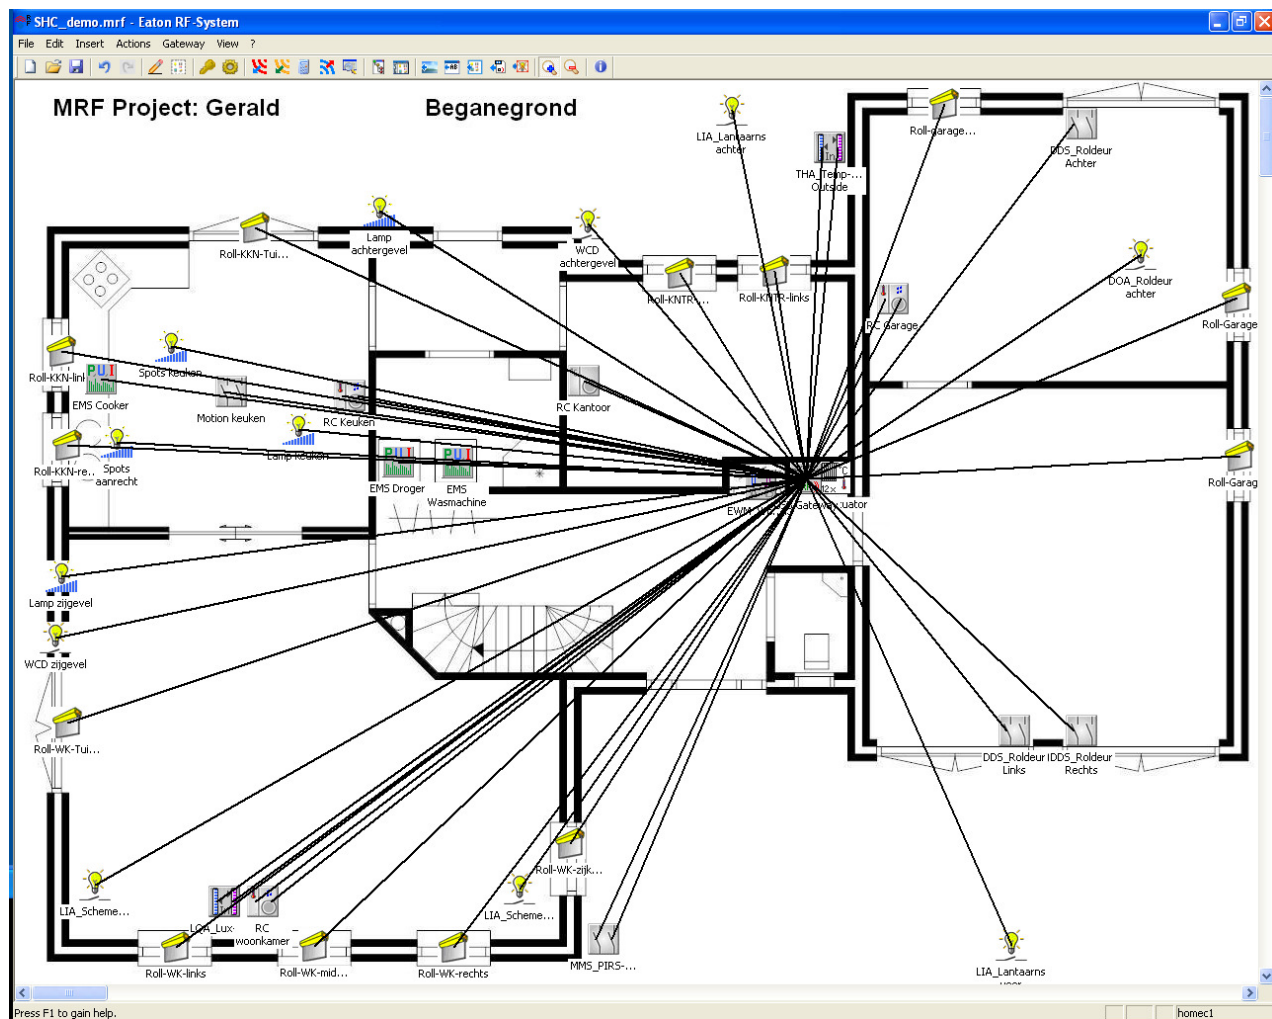 SHC_demo.mrf - Eaton RF-System
File Edit Insert Actions Gateway View ?
MRF Project: Gerald
Beganegrond
LIA_Lantaarns
achter
Roll-garage...
DDS_Roldeur
Achter
THA_Temp-...
Outside
Roll-KKN-Tui...
Lamp
achtergevel
WCD
achtergevel
Roll-KNTR-...
Roll-KNTR-links
DOA_Roldeur
achter
RC Garage
Roll-Garage
Roll-KKN-lin
Spots keuken
EMS Cooker
Motion keuken
RC Keuken
RC Kantoor
Roll-KKN-re...
Spots
aanrecht
Lamp keuken
EMS Droger
EMS
Wasmachine
Roll-Garag
EWM_
Gateway
uator
Lamp zijgevel
WCD zijgevel
Roll-WK-Tui...
DDS_Roldeur
Links
DDS_Roldeur
Rechts
Roll-WK-zijk...
LIA_Scheme...
LIA_Scheme...
RC
woonkamer
Roll-WK-links
Roll-WK-mid...
Roll-WK-rechts
MMS_PIRS-...
LIA_Lantaarns
Press F1 to gain help.
homec1